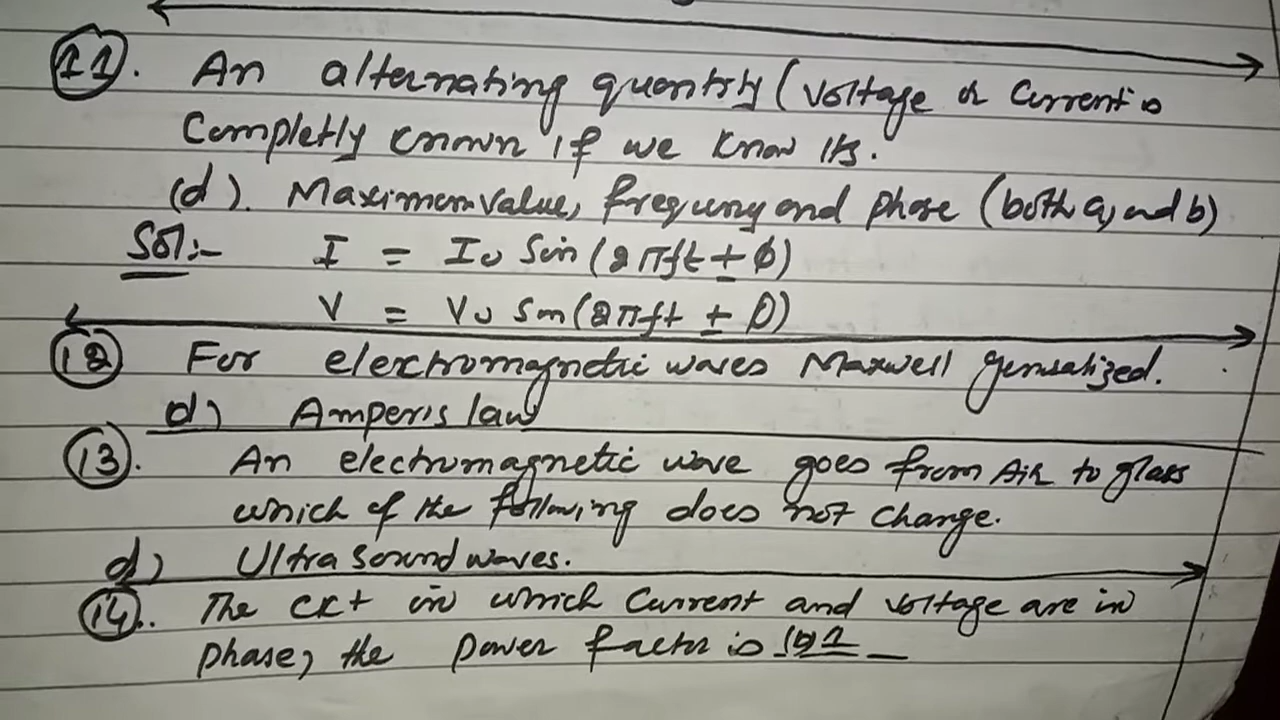 11. An alternating quantity (voltage or current is
Completly known if we know its.
(d). Maximum value, frequency and phase (both a, and b)
Sol:- I = I₀ Sin (2πft ± φ)
V = V₀ Sin (2πft ± φ)
12 For electromagnetic waves Maxwell generalized.
d) Amperis law
13. An electromagnetic wave goes from Air to glass
which of the following does not change.
d) Ultra Sound waves.
14. The CKt in which Current and voltage are in
phase, the power factor is